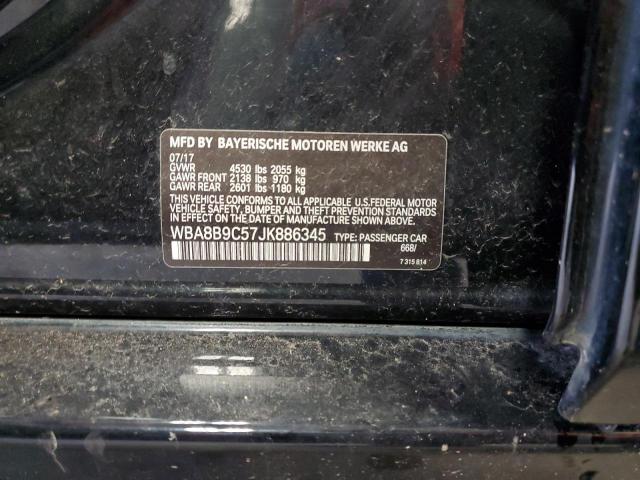 MFD BY BAYERISCHE MOTOREN WERKE AG
07/17
GVWR 4530 lbs 2055 kg
GAWR FRONT 2138 lbs 970 kg
GAWR REAR 2601 lbs 1180 kg
THIS VEHICLE CONFORMS TO ALL APPLICABLE U.S.FEDERAL MOTOR
VEHICLE SAFETY, BUMPER, AND THEFT PREVENTION STANDARDS
IN EFFECT ON THE DATE OF MANUFACTURE SHOWN ABOVE.
WBA8B9C57JK886345 TYPE: PASSENGER CAR
668/
7 315 814